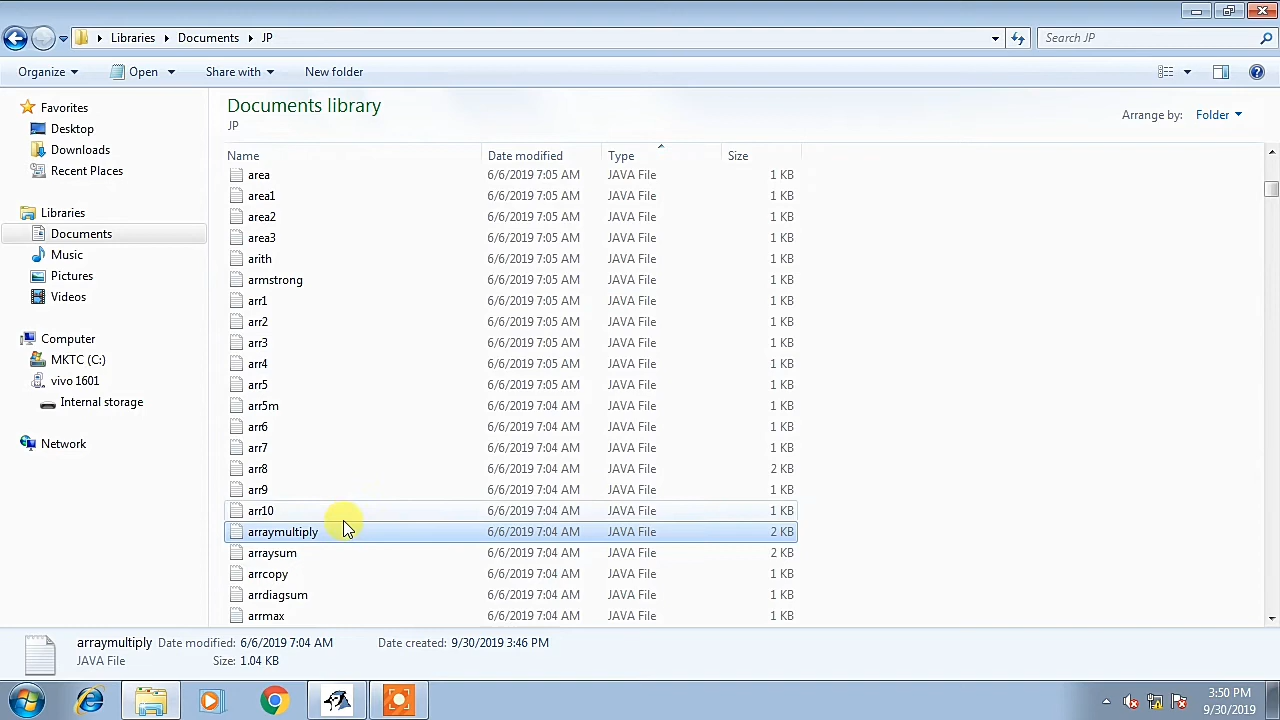 Libraries Documents JP
Search JP
Organize Open Share with New folder
Documents library
JP
Arrange by: Folder
Favorites
Desktop
Downloads
Recent Places
Libraries
Documents
Music
Pictures
Videos
Computer
MKTC (C:)
vivo 1601
Internal storage
Network
Name Date modified Type Size
area 6/6/2019 7:05 AM JAVA File 1 KB
area1 6/6/2019 7:05 AM JAVA File 1 KB
area2 6/6/2019 7:05 AM JAVA File 1 KB
area3 6/6/2019 7:05 AM JAVA File 1 KB
arith 6/6/2019 7:05 AM JAVA File 1 KB
armstrong 6/6/2019 7:05 AM JAVA File 1 KB
arr1 6/6/2019 7:05 AM JAVA File 1 KB
arr2 6/6/2019 7:05 AM JAVA File 1 KB
arr3 6/6/2019 7:05 AM JAVA File 1 KB
arr4 6/6/2019 7:05 AM JAVA File 1 KB
arr5 6/6/2019 7:05 AM JAVA File 1 KB
arr5m 6/6/2019 7:04 AM JAVA File 1 KB
arr6 6/6/2019 7:04 AM JAVA File 1 KB
arr7 6/6/2019 7:04 AM JAVA File 1 KB
arr8 6/6/2019 7:04 AM JAVA File 2 KB
arr9 6/6/2019 7:04 AM JAVA File 1 KB
arr10 6/6/2019 7:04 AM JAVA File 1 KB
arraymultiply 6/6/2019 7:04 AM JAVA File 2 KB
arraysum 6/6/2019 7:04 AM JAVA File 2 KB
arrcopy 6/6/2019 7:04 AM JAVA File 1 KB
arrdiagsum 6/6/2019 7:04 AM JAVA File 1 KB
arrmax 6/6/2019 7:04 AM JAVA File 1 KB
arraymultiply Date modified: 6/6/2019 7:04 AM Date created: 9/30/2019 3:46 PM
JAVA File Size: 1.04 KB
3:50 PM
9/30/2019